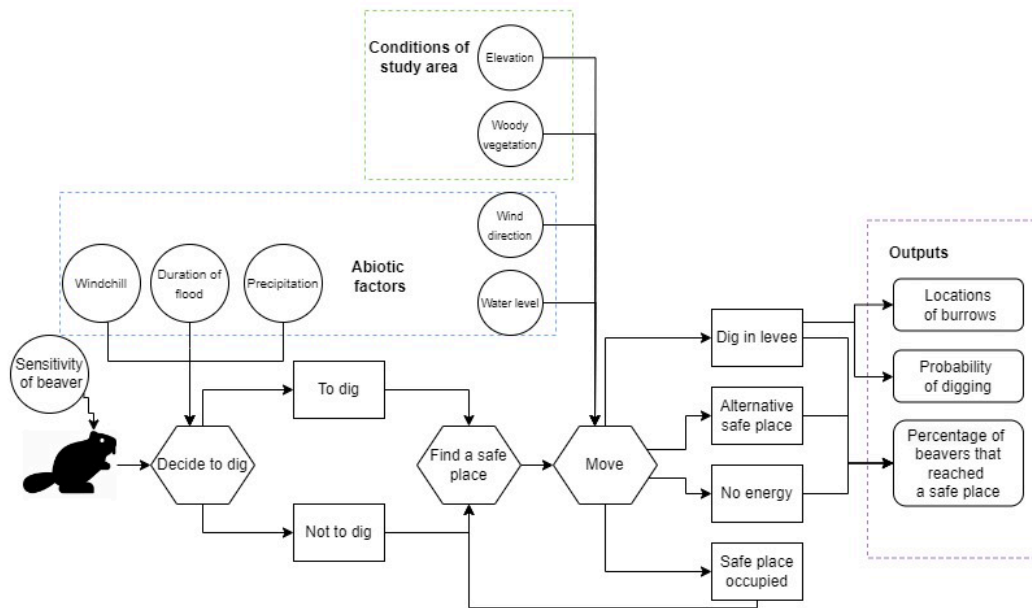 Conditions of
study area
Elevation
Woody
vegetation
Wind
direction
Water level
Abiotic
factors
Windchill
Duration of
flood
Precipitation
Sensitivity
of beaver
Decide to dig
To dig
Not to dig
Find a safe
place
Move
Dig in levee
Alternative
safe place
No energy
Safe place
occupied
Outputs
Locations
of burrows
Probability
of digging
Percentage of
beavers that
reached
a safe place